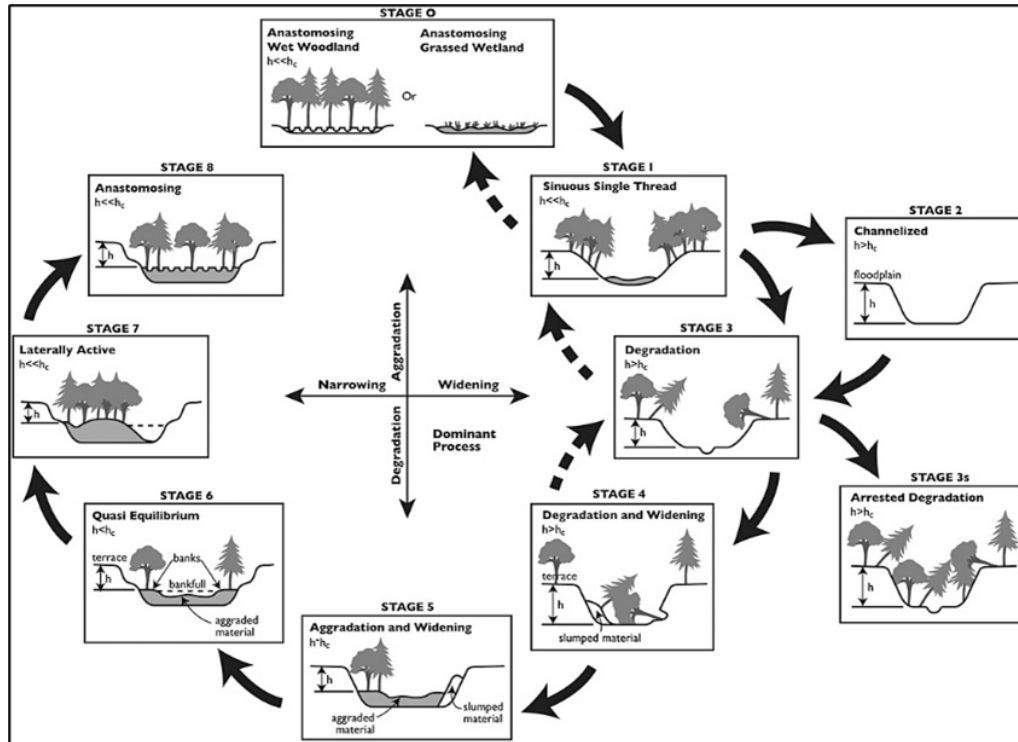 STAGE O
Anastomosing
Wet Woodland
h<<hc
Or
Anastomosing
Grassed Wetland
STAGE 1
Sinuous Single Thread
h<<hc
h
STAGE 2
Channelized
h>hc
floodplain
h
STAGE 8
Anastomosing
h<<hc
h
STAGE 7
Laterally Active
h<<hc
h
Aggradation
Narrowing
Widening
Degradation
Dominant
Process
STAGE 3
Degradation
h>hc
h
STAGE 3s
Arrested Degradation
h>hc
h
STAGE 4
Degradation and Widening
h>hc
terrace
h
slumped material
STAGE 6
Quasi Equilibrium
h<hc
terrace
banks
h
bankfull
aggraded
material
STAGE 5
Aggradation and Widening
h~hc
h
aggraded
material
slumped
material